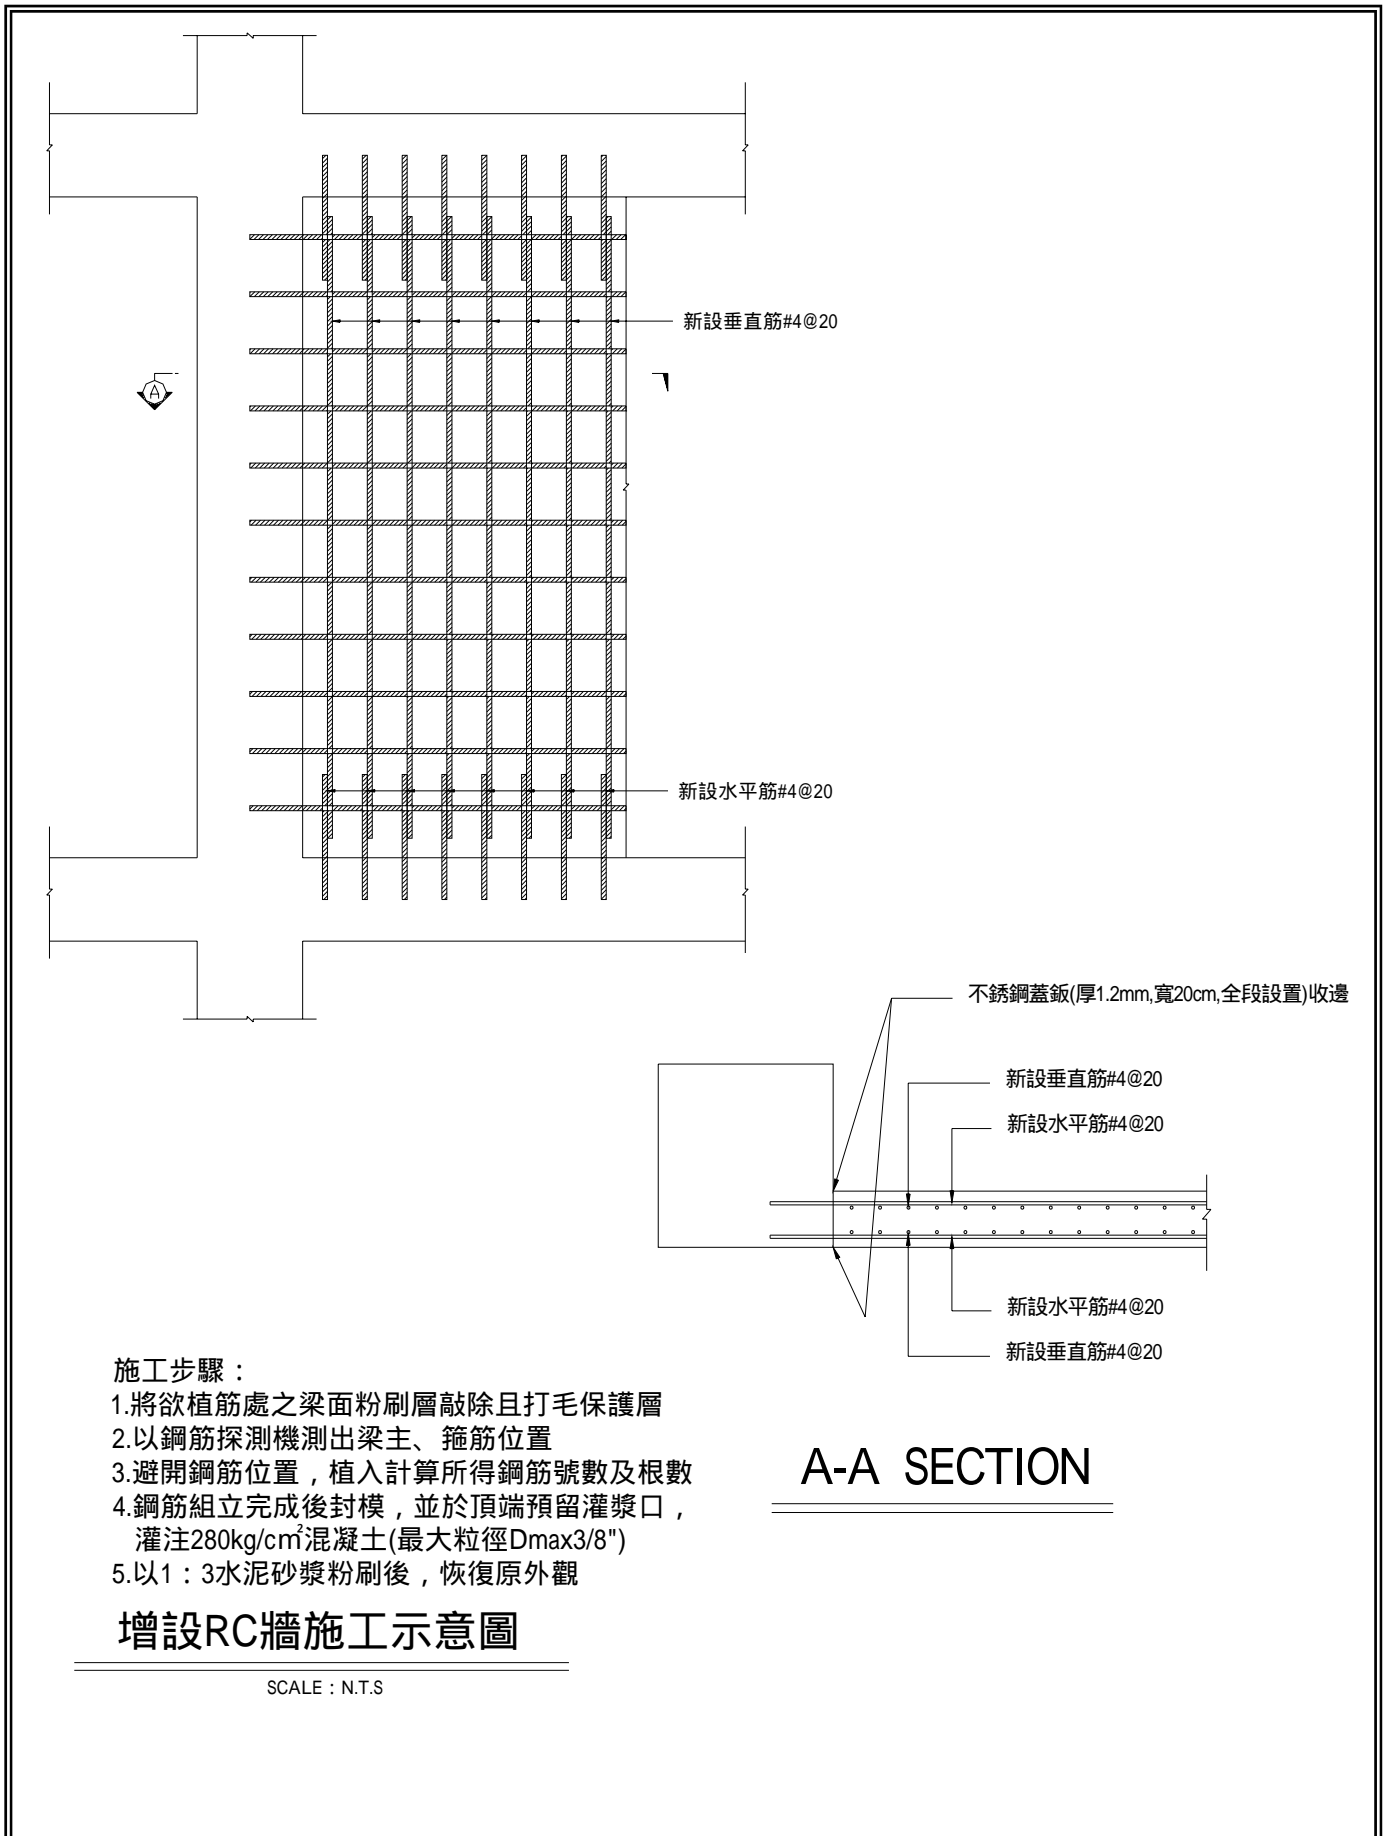 新設垂直筋#4@20
A
新設水平筋#4@20
不銹鋼蓋鈑(厚1.2mm,寬20cm,全段設置)收邊
新設垂直筋#4@20
新設水平筋#4@20
新設水平筋#4@20
新設垂直筋#4@20
A-A SECTION
施工步驟：
1.將欲植筋處之梁面粉刷層敲除且打毛保護層
2.以鋼筋探測機測出梁主、箍筋位置
3.避開鋼筋位置，植入計算所得鋼筋號數及根數
4.鋼筋組立完成後封模，並於頂端預留灌漿口，
灌注280kg/cm²混凝土(最大粒徑Dmax3/8")
5.以1：3水泥砂漿粉刷後，恢復原外觀
增設RC牆施工示意圖
SCALE：N.T.S